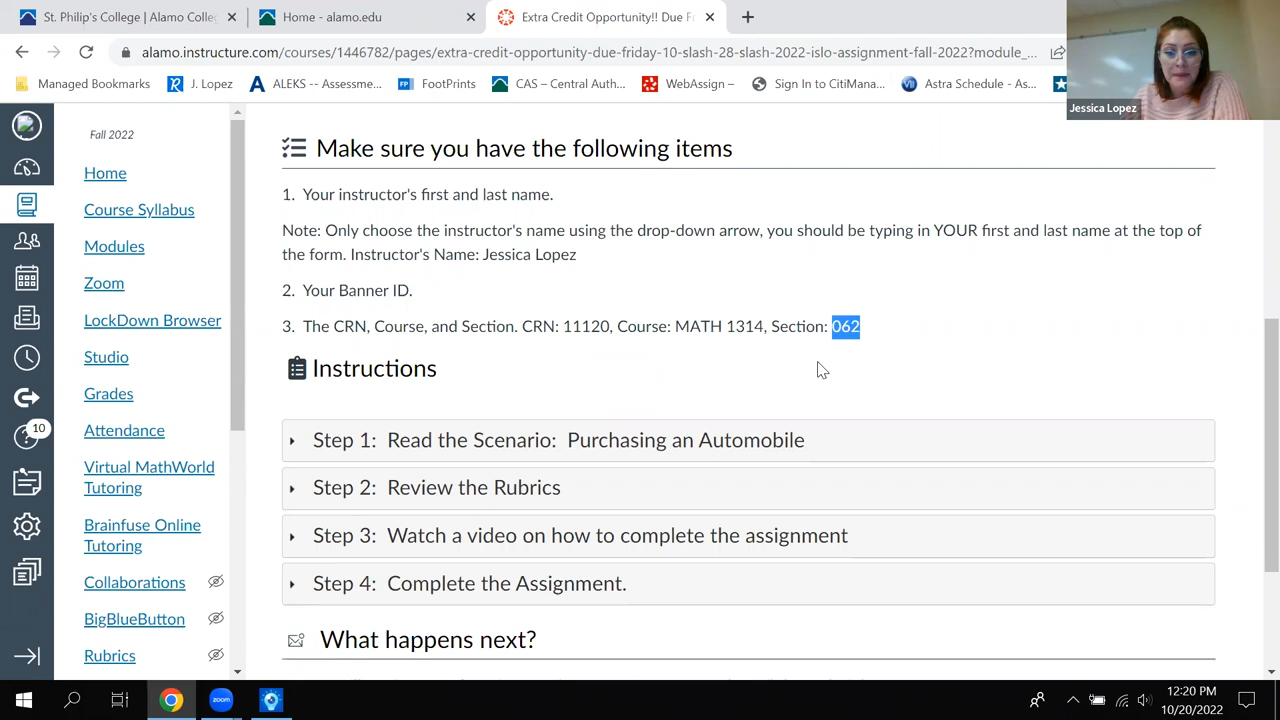 St. Philip's College | Alamo Colle
Home - alamo.edu
Extra Credit Opportunity!! Due Fr
alamo.instructure.com/courses/1446782/pages/extra-credit-opportunity-due-friday-10-slash-28-slash-2022-islo-assignment-fall-2022?module_...
Managed Bookmarks
J. Lopez
ALEKS -- Assessme...
FootPrints
CAS – Central Auth...
WebAssign –
Sign In to CitiMana...
Astra Schedule - As...
Jessica Lopez
Fall 2022
Home
Course Syllabus
Modules
Zoom
LockDown Browser
Studio
Grades
Attendance
Virtual MathWorld
Tutoring
Brainfuse Online
Tutoring
Collaborations
BigBlueButton
Rubrics
10
Make sure you have the following items
1. Your instructor's first and last name.
Note: Only choose the instructor's name using the drop-down arrow, you should be typing in YOUR first and last name at the top of
the form. Instructor's Name: Jessica Lopez
2. Your Banner ID.
3. The CRN, Course, and Section. CRN: 11120, Course: MATH 1314, Section: 062
Instructions
Step 1: Read the Scenario: Purchasing an Automobile
Step 2: Review the Rubrics
Step 3: Watch a video on how to complete the assignment
Step 4: Complete the Assignment.
What happens next?
zoom
12:20 PM
10/20/2022